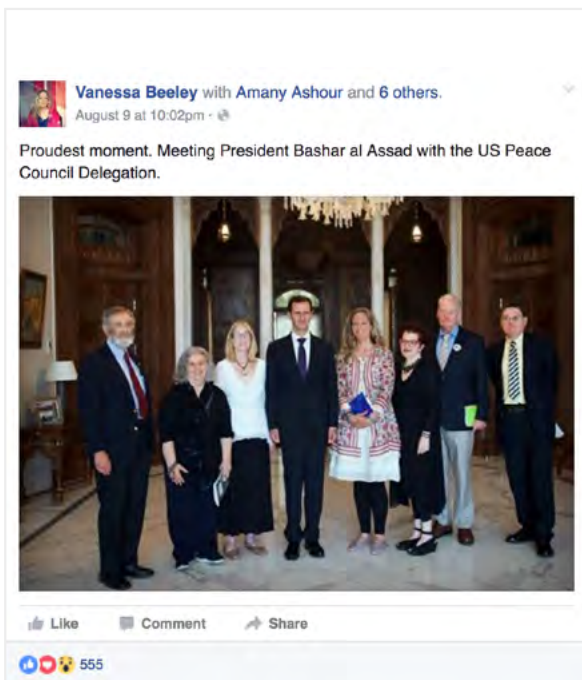 Vanessa Beeley with Amany Ashour and 6 others.
August 9 at 10:02pm ·
Proudest moment. Meeting President Bashar al Assad with the US Peace
Council Delegation.
Like Comment Share
555